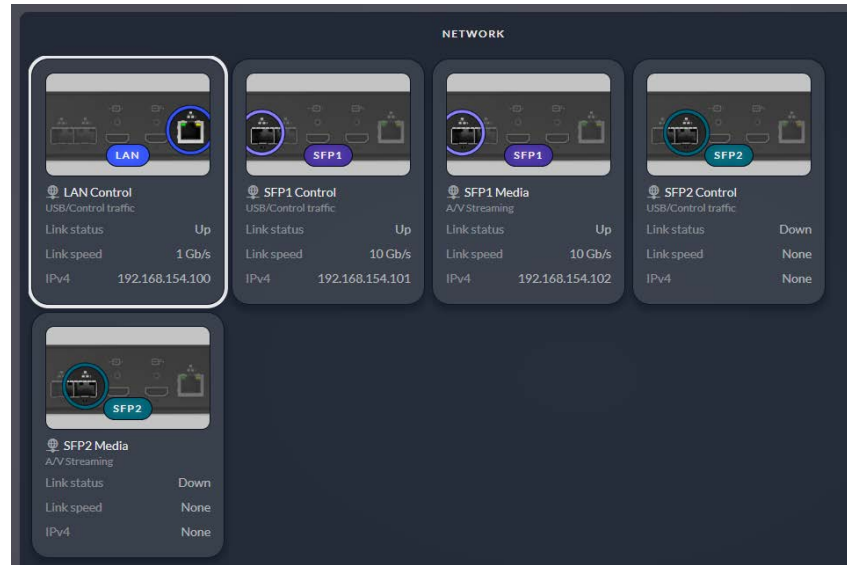 NETWORK
LAN
LAN Control
USB/Control traffic
Link status Up
Link speed 1 Gb/s
IPv4 192.168.154.100
SFP1
SFP1 Control
USB/Control traffic
Link status Up
Link speed 10 Gb/s
IPv4 192.168.154.101
SFP1
SFP1 Media
A/V Streaming
Link status Up
Link speed 10 Gb/s
IPv4 192.168.154.102
SFP2
SFP2 Control
USB/Control traffic
Link status Down
Link speed None
IPv4 None
SFP2
SFP2 Media
A/V Streaming
Link status Down
Link speed None
IPv4 None